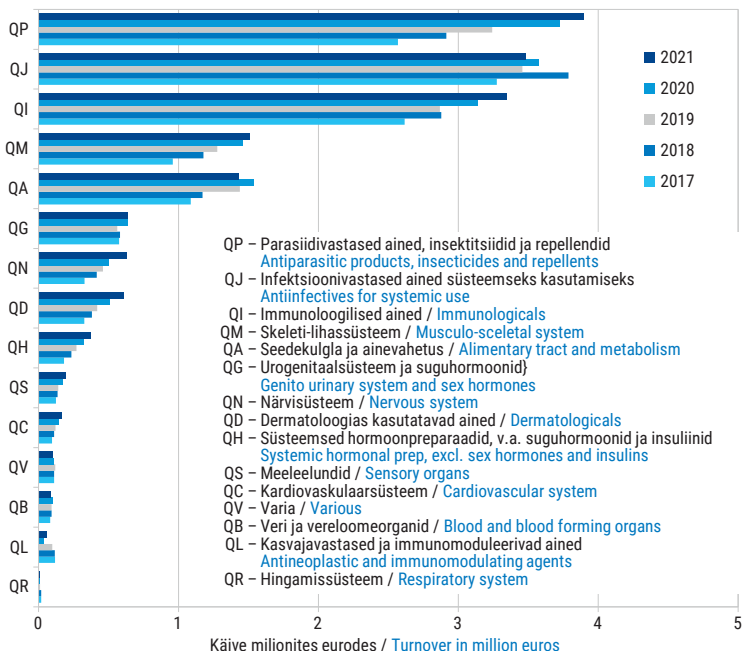 QP
QJ
QI
QM
QA
QG
QN
QD
QH
QS
QC
QV
QB
QL
QR
2021
2020
2019
2018
2017
QP – Parasiidivastased ained, insektitsiidid ja repellendid
Antiparasitic products, insecticides and repellents
QJ – Infektsioonivastased ained süsteemseks kasutamiseks
Antiinfectives for systemic use
QI – Immunoloogilised ained / Immunologicals
QM – Skeleti-lihassüsteem / Musculo-sceletal system
QA – Seedekulgla ja ainevahetus / Alimentary tract and metabolism
QG – Urogenitaalsüsteem ja suguhormoonid}
Genito urinary system and sex hormones
QN – Närvisüsteem / Nervous system
QD – Dermatoloogias kasutatavad ained / Dermatologicals
QH – Süsteemsed hormoonpreparaadid, v.a. suguhormoonid ja insuliinid
Systemic hormonal prep, excl. sex hormones and insulins
QS – Meeleelundid / Sensory organs
QC – Kardiovaskulaarsüsteem / Cardiovascular system
QV – Varia / Various
QB – Veri ja vereloomeorganid / Blood and blood forming organs
QL – Kasvajavastased ja immunomoduleerivad ained
Antineoplastic and immunomodulating agents
QR – Hingamissüsteem / Respiratory system
0 1 2 3 4 5
Käive miljonites eurodes / Turnover in million euros